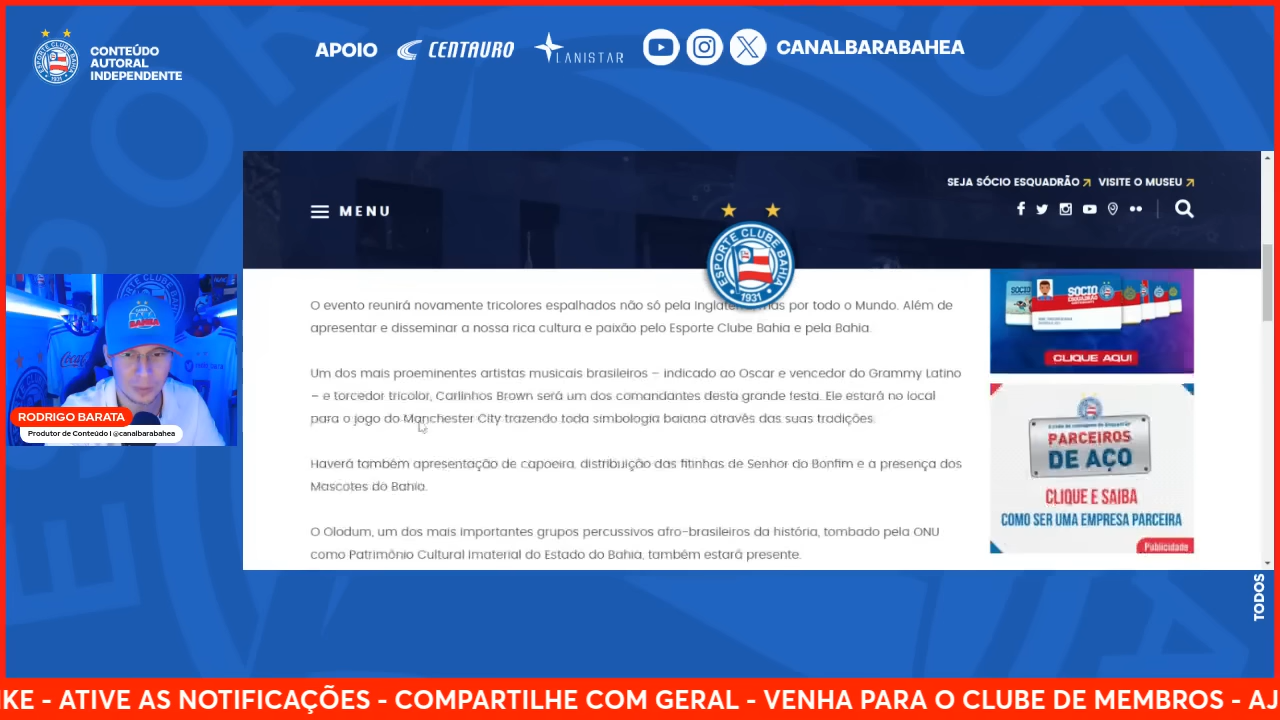 CONTEÚDO
AUTORAL
INDEPENDENTE
APOIO
CENTAURO
LANISTAR
CANALBARABAHEA
SEJA SÓCIO ESQUADRÃO
VISITE O MUSEU
MENU
ESPORTE CLUBE BAHIA
1931
O evento reunirá novamente tricolores espalhados não só pela Inglaterra mas por todo o Mundo. Além de
apresentar e disseminar a nossa rica cultura e paixão pelo Esporte Clube Bahia e pela Bahia.
Um dos mais proeminentes artistas musicais brasileiros – indicado ao Oscar e vencedor do Grammy Latino
– e torcedor tricolor, Carlinhos Brown será um dos comandantes desta grande festa. Ele estará no local
para o jogo do Manchester City trazendo toda simbologia baiana através das suas tradições.
Haverá também apresentação de capoeira, distribuição das fitinhas de Senhor do Bonfim e a presença dos
Mascotes do Bahia.
O Olodum, um dos mais importantes grupos percussivos afro-brasileiros da história, tombado pela ONU
como Patrimônio Cultural Imaterial do Estado do Bahia, também estará presente.
SOCIO
ESQUADRÃO
CLIQUE AQUI
PARCEIROS
DE AÇO
CLIQUE E SAIBA
COMO SER UMA EMPRESA PARCEIRA
Publicidade
Coca-Cola
BAHIA
RODRIGO BARATA
Produtor de Conteúdo I @canalbarabahea
TODOS
IKE - ATIVE AS NOTIFICAÇÕES - COMPARTILHE COM GERAL - VENHA PARA O CLUBE DE MEMBROS - AJ